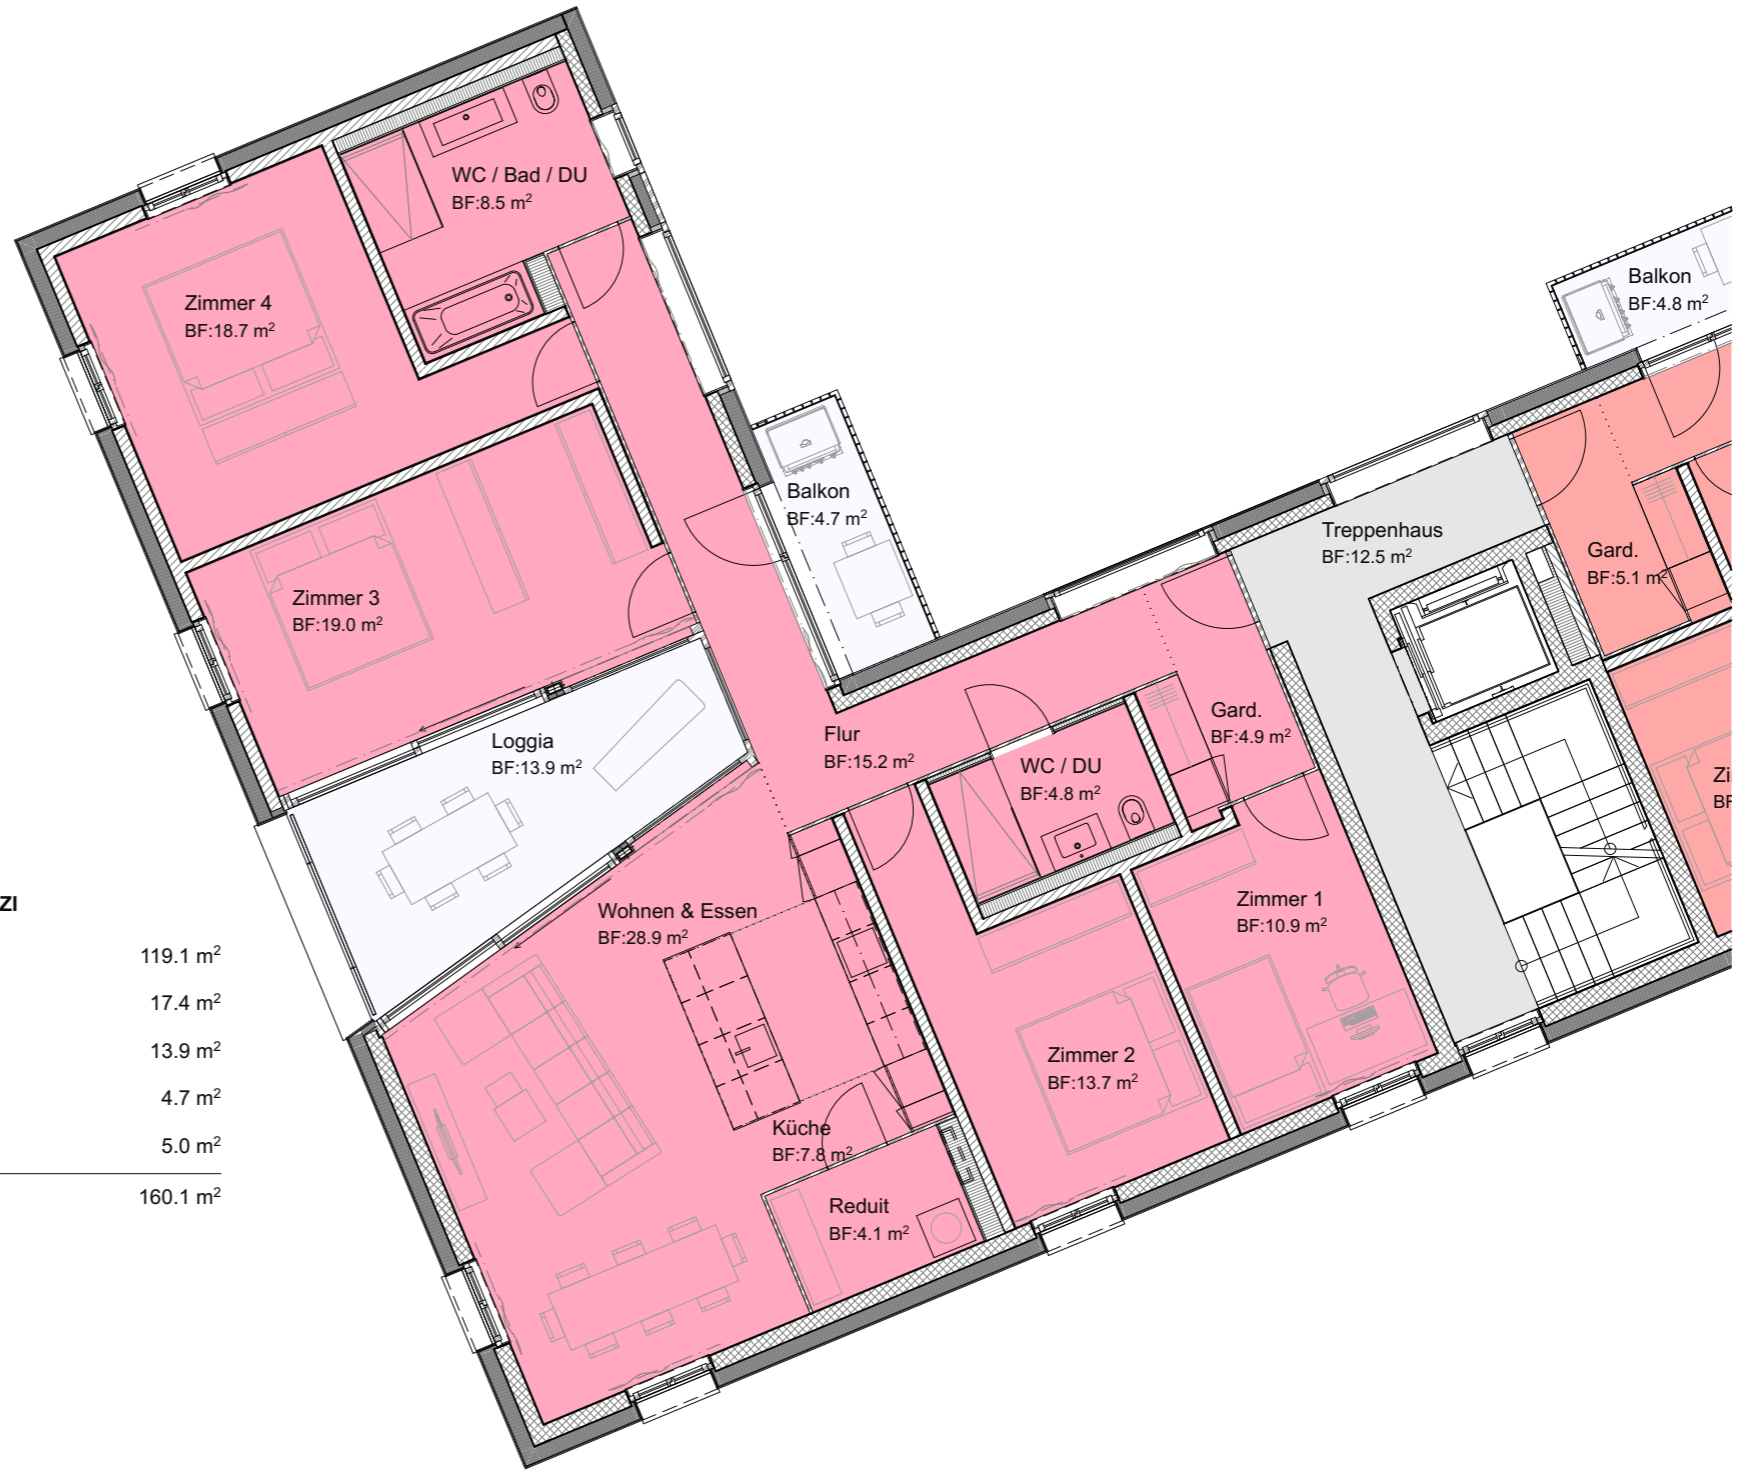 WC / Bad / DU
BF:8.5 m²
Zimmer 4
BF:18.7 m²
Balkon
BF:4.8 m²
Balkon
BF:4.7 m²
Treppenhaus
BF:12.5 m²
Gard.
BF:5.1 m²
Zimmer 3
BF:19.0 m²
Loggia
BF:13.9 m²
Flur
BF:15.2 m²
Gard.
BF:4.9 m²
WC / DU
BF:4.8 m²
Zi
BF
Wohnen & Essen
BF:28.9 m²
Zimmer 1
BF:10.9 m²
Zimmer 2
BF:13.7 m²
Küche
BF:7.8 m²
Reduit
BF:4.1 m²
ZI
119.1 m²
17.4 m²
13.9 m²
4.7 m²
5.0 m²
160.1 m²